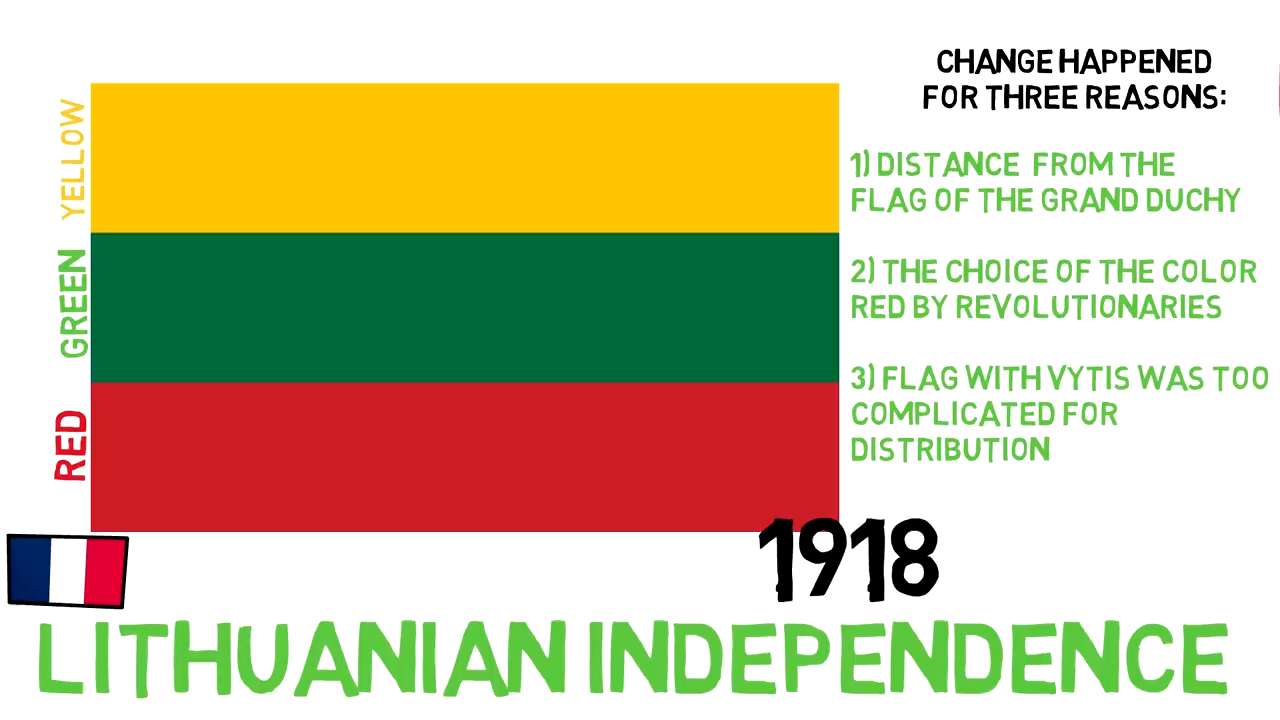 CHANGE HAPPENED
FOR THREE REASONS:
YELLOW
GREEN
RED
1) DISTANCE FROM THE
FLAG OF THE GRAND DUCHY
2) THE CHOICE OF THE COLOR
RED BY REVOLUTIONARIES
3) FLAG WITH VYTIS WAS TOO
COMPLICATED FOR
DISTRIBUTION
1918
LITHUANIAN INDEPENDENCE